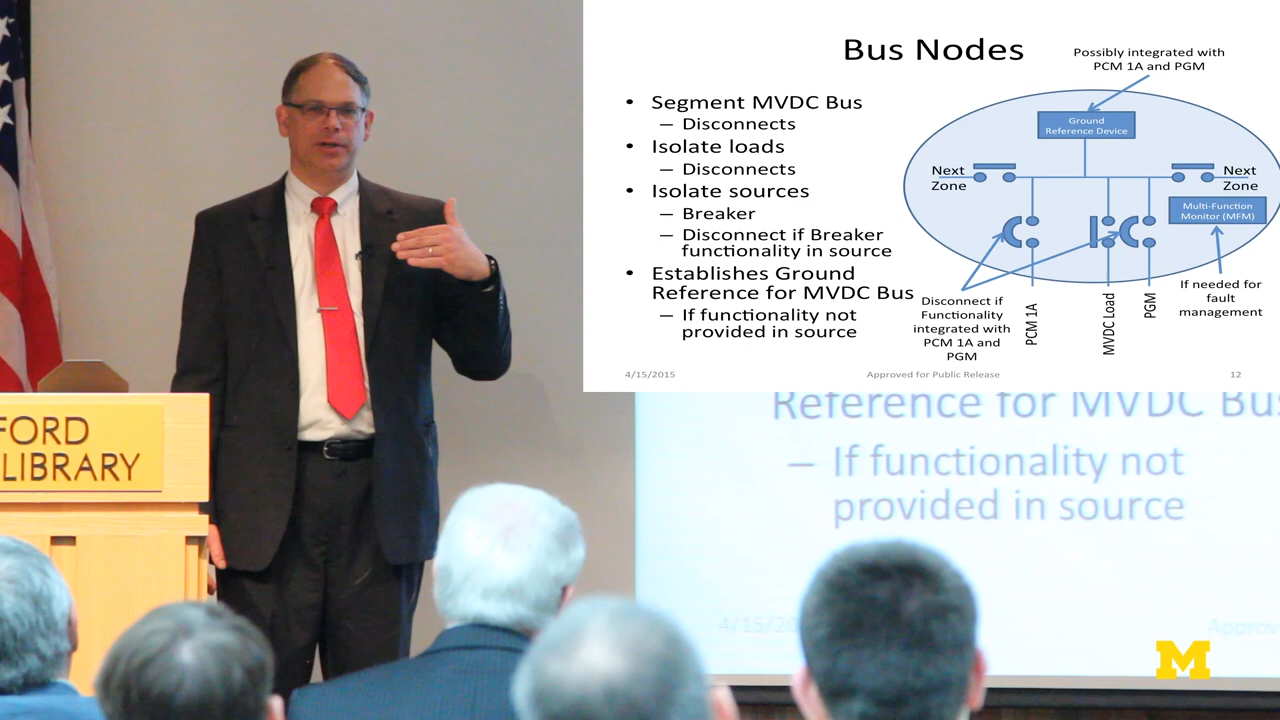 Bus Nodes
• Segment MVDC Bus
– Disconnects
• Isolate loads
– Disconnects
• Isolate sources
– Breaker
– Disconnect if Breaker
functionality in source
• Establishes Ground
Reference for MVDC Bus
– If functionality not
provided in source
Possibly integrated with
PCM 1A and PGM
Ground
Reference Device
Next
Zone
Next
Zone
Multi-Function
Monitor (MFM)
Disconnect if
Functionality
integrated with
PCM 1A and
PGM
PCM 1A
MVDC Load
PGM
If needed for
fault
management
4/15/2015
Approved for Public Release
12
FORD
LIBRARY
Reference for MVDC Bus
– If functionality not
provided in source
4/15/20
Approv
M